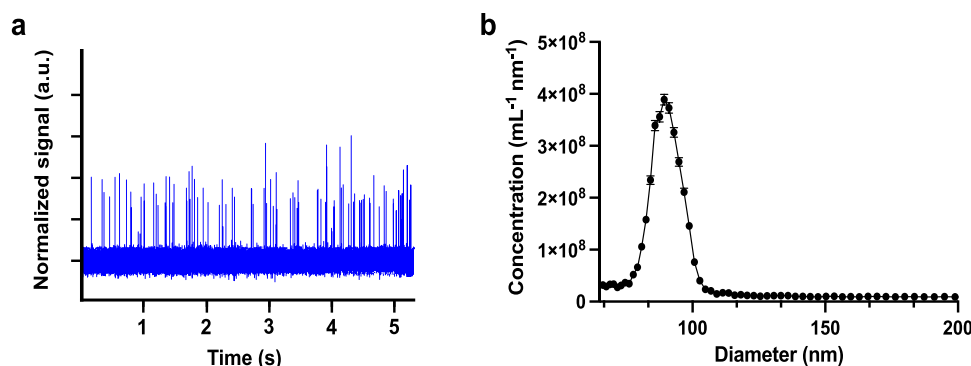 a
Normalized signal (a.u.)
1 2 3 4 5
Time (s)
b
Concentration (mL⁻¹ nm⁻¹)
5×10⁸
4×10⁸
3×10⁸
2×10⁸
1×10⁸
0
100 150 200
Diameter (nm)